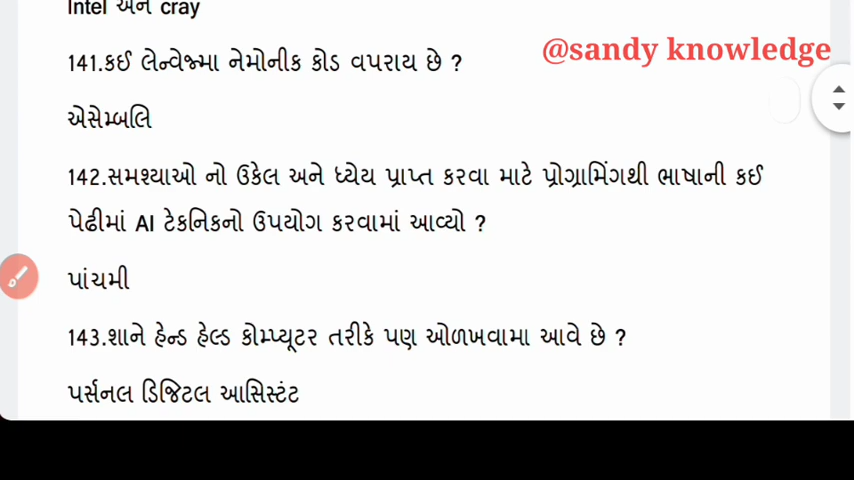 Intel અને cray
@sandy knowledge
141.કઈ લેન્વેજમા નેમોનીક કોડ વપરાય છે ?
એસેમ્બલિ
142.સમશ્યાઓ નો ઉકેલ અને ધ્યેય પ્રાપ્ત કરવા માટે પ્રોગ્રામિંગથી ભાષાની કઈ
પેઢીમાં AI ટેકનિકનો ઉપયોગ કરવામાં આવ્યો ?
પાંચમી
143.શાને હેન્ડ હેલ્ડ કોમ્પ્યૂટર તરીકે પણ ઓળખવામા આવે છે ?
પર્સનલ ડિજિટલ આસિસ્ટંટ